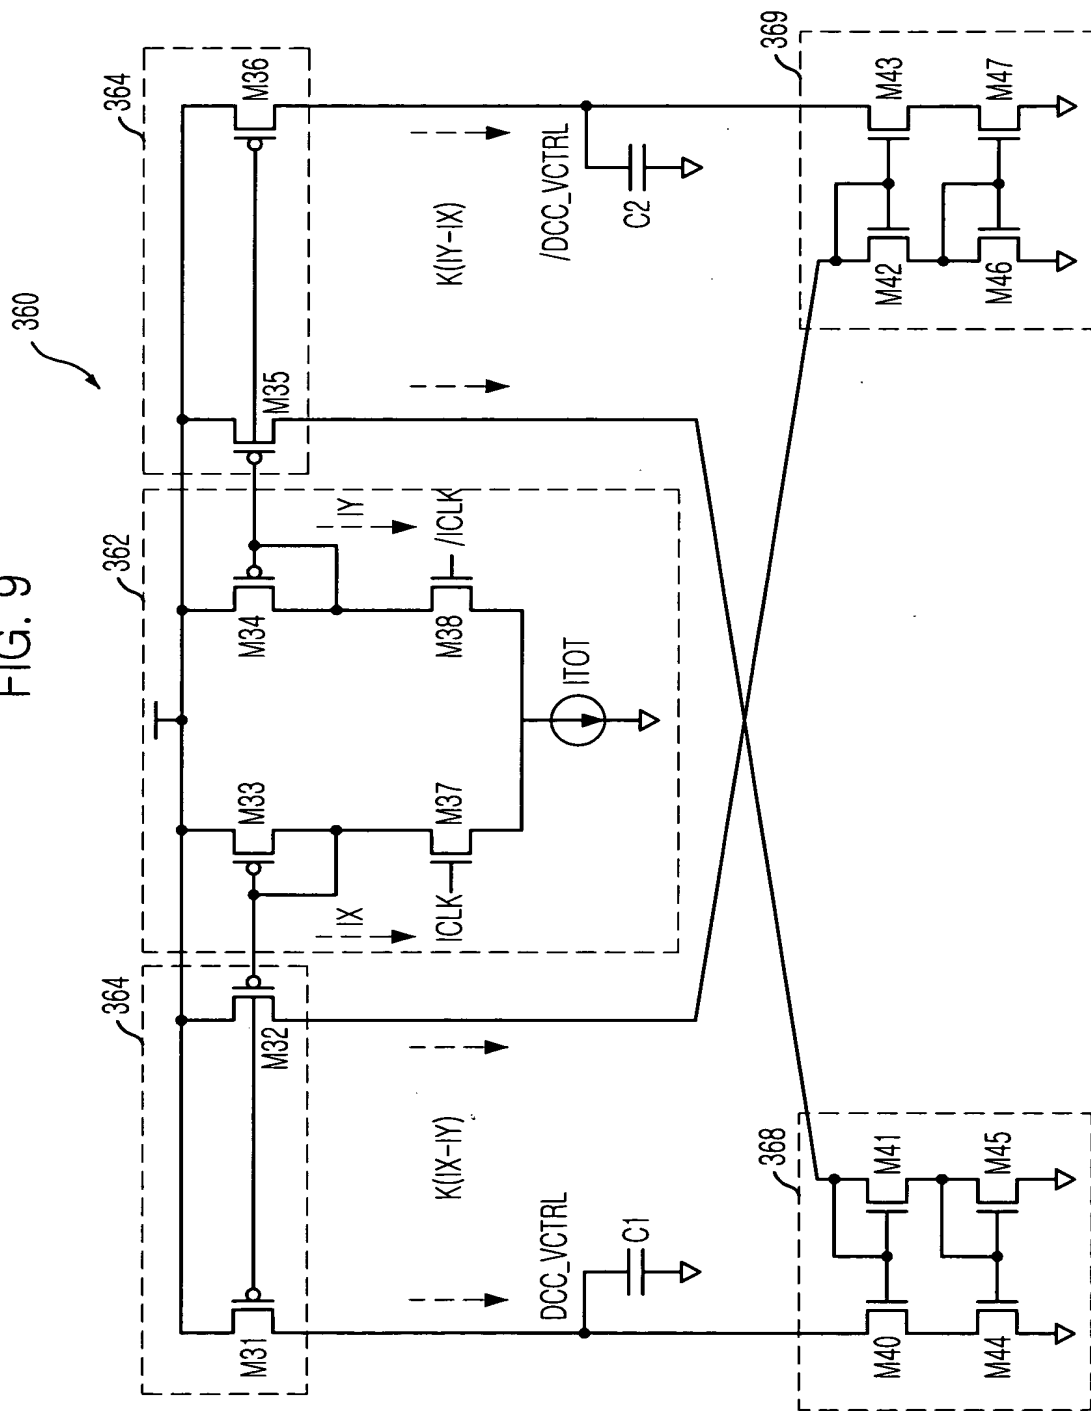 FIG. 9
360
364
362
364
M31
M32
M33
M34
M35
M36
IX
IY
ICLK
M37
M38
/ICLK
ITOT
K(IX-IY)
K(IY-IX)
DCC_VCTRL
C1
/DCC_VCTRL
C2
368
369
M40
M41
M44
M45
M42
M43
M46
M47